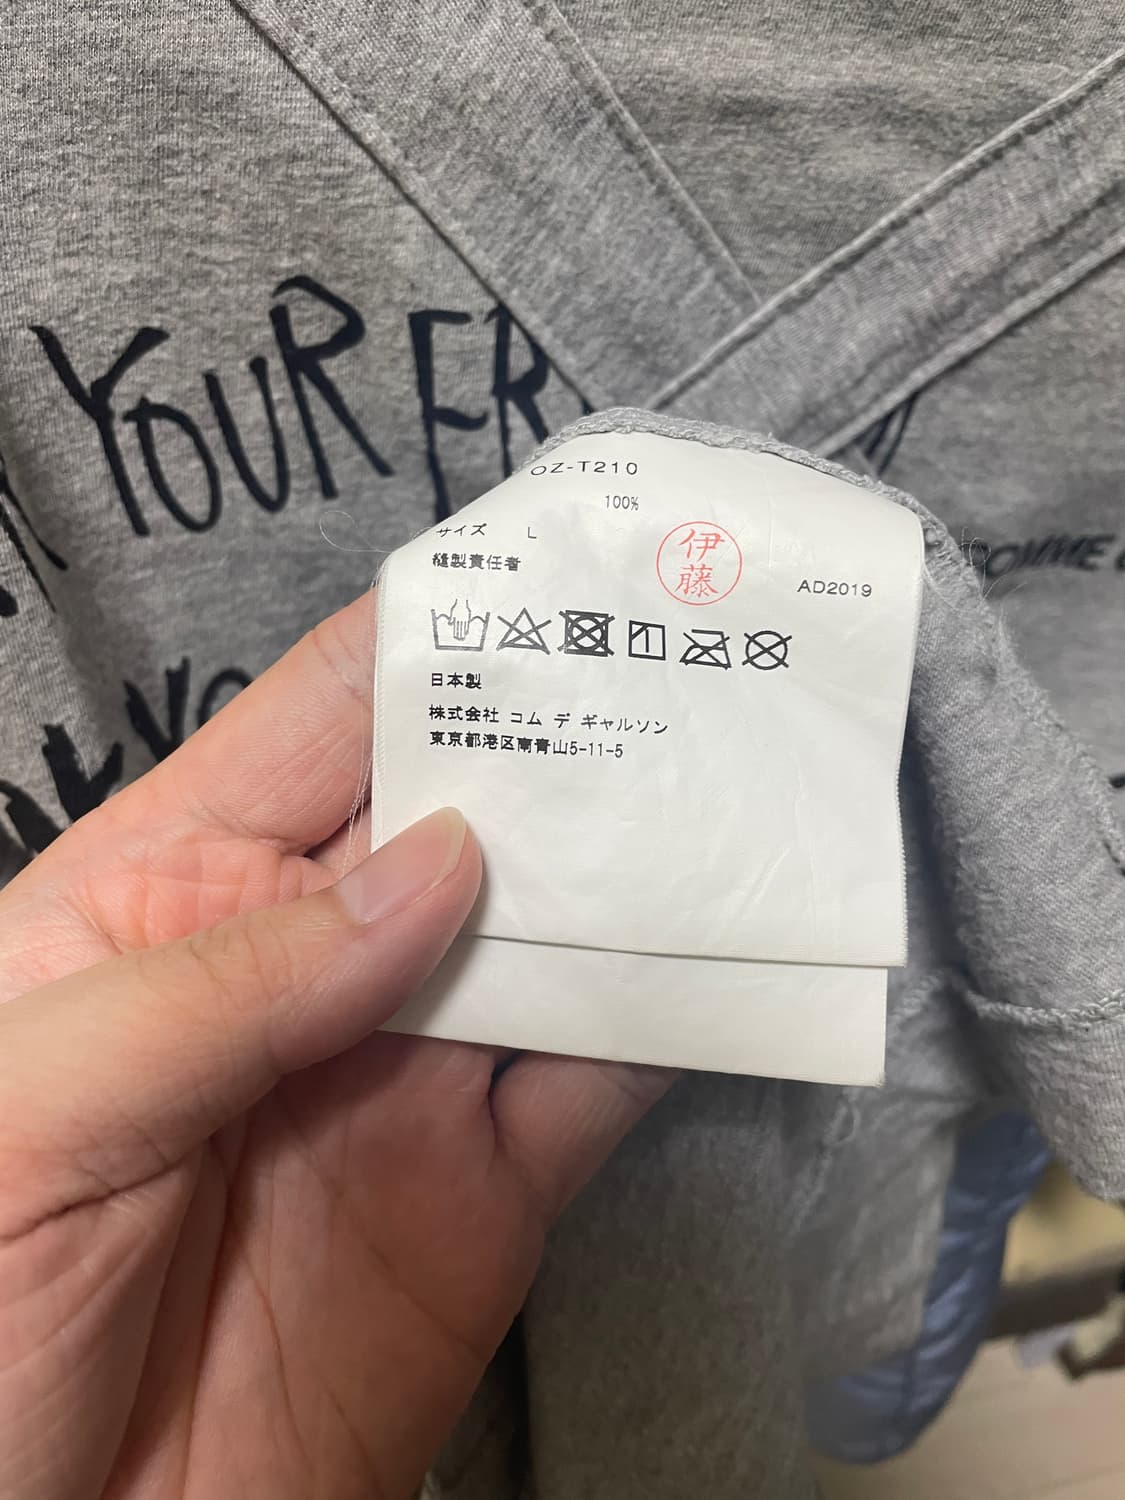 YOUR FR
OMME
OZ-T210
100%
サイズ L
縫製責任者
伊藤
AD2019
日本製
株式会社 コム デ ギャルソン
東京都港区南青山5-11-5